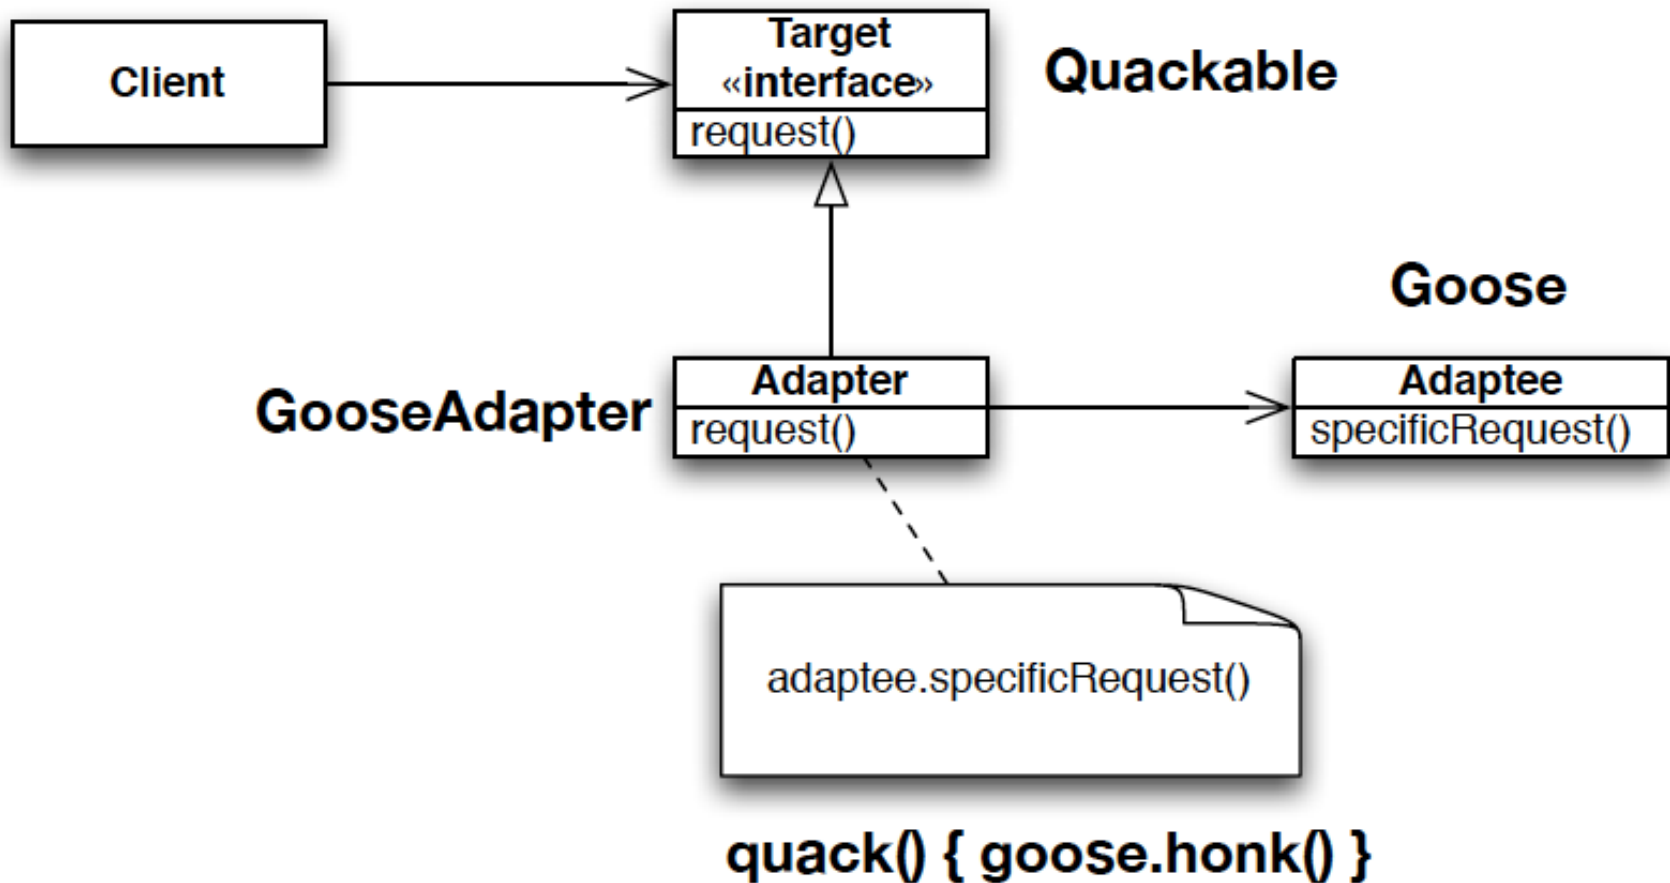 Client
Target
«interface»
request()
Quackable
Goose
GooseAdapter
Adapter
request()
Adaptee
specificRequest()
adaptee.specificRequest()
quack() { goose.honk() }